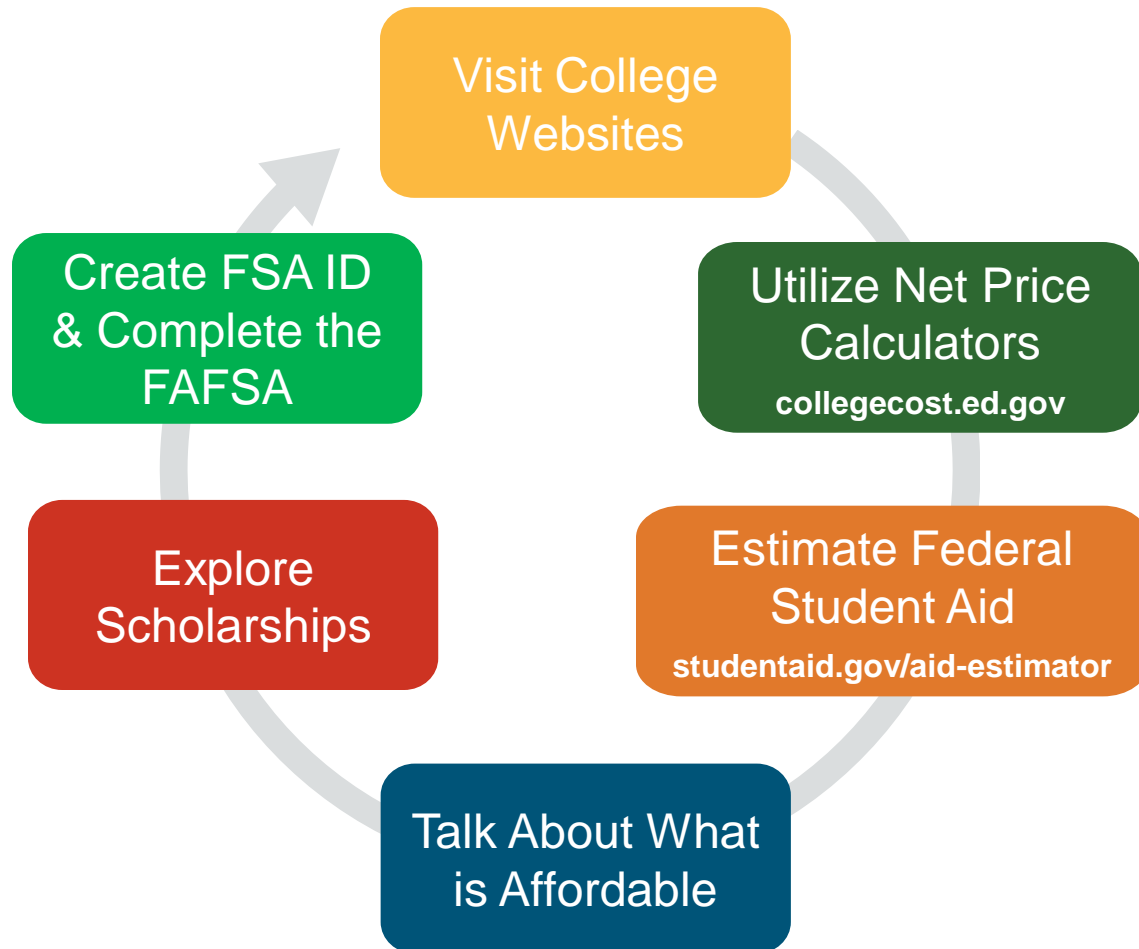 Visit College
Websites
Utilize Net Price
Calculators
collegecost.ed.gov
Estimate Federal
Student Aid
studentaid.gov/aid-estimator
Talk About What
is Affordable
Explore
Scholarships
Create FSA ID
& Complete the
FAFSA